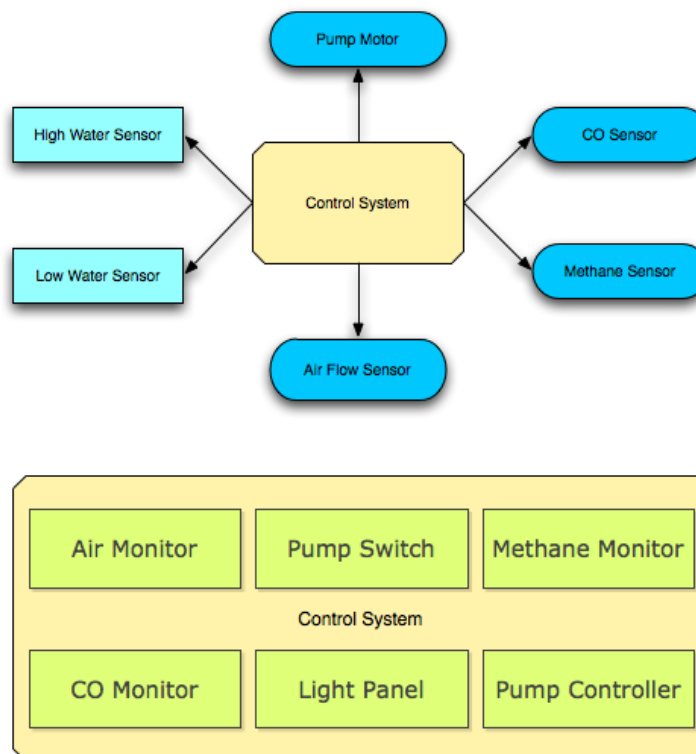 Pump Motor
High Water Sensor
CO Sensor
Control System
Low Water Sensor
Methane Sensor
Air Flow Sensor
Air Monitor
Pump Switch
Methane Monitor
Control System
CO Monitor
Light Panel
Pump Controller